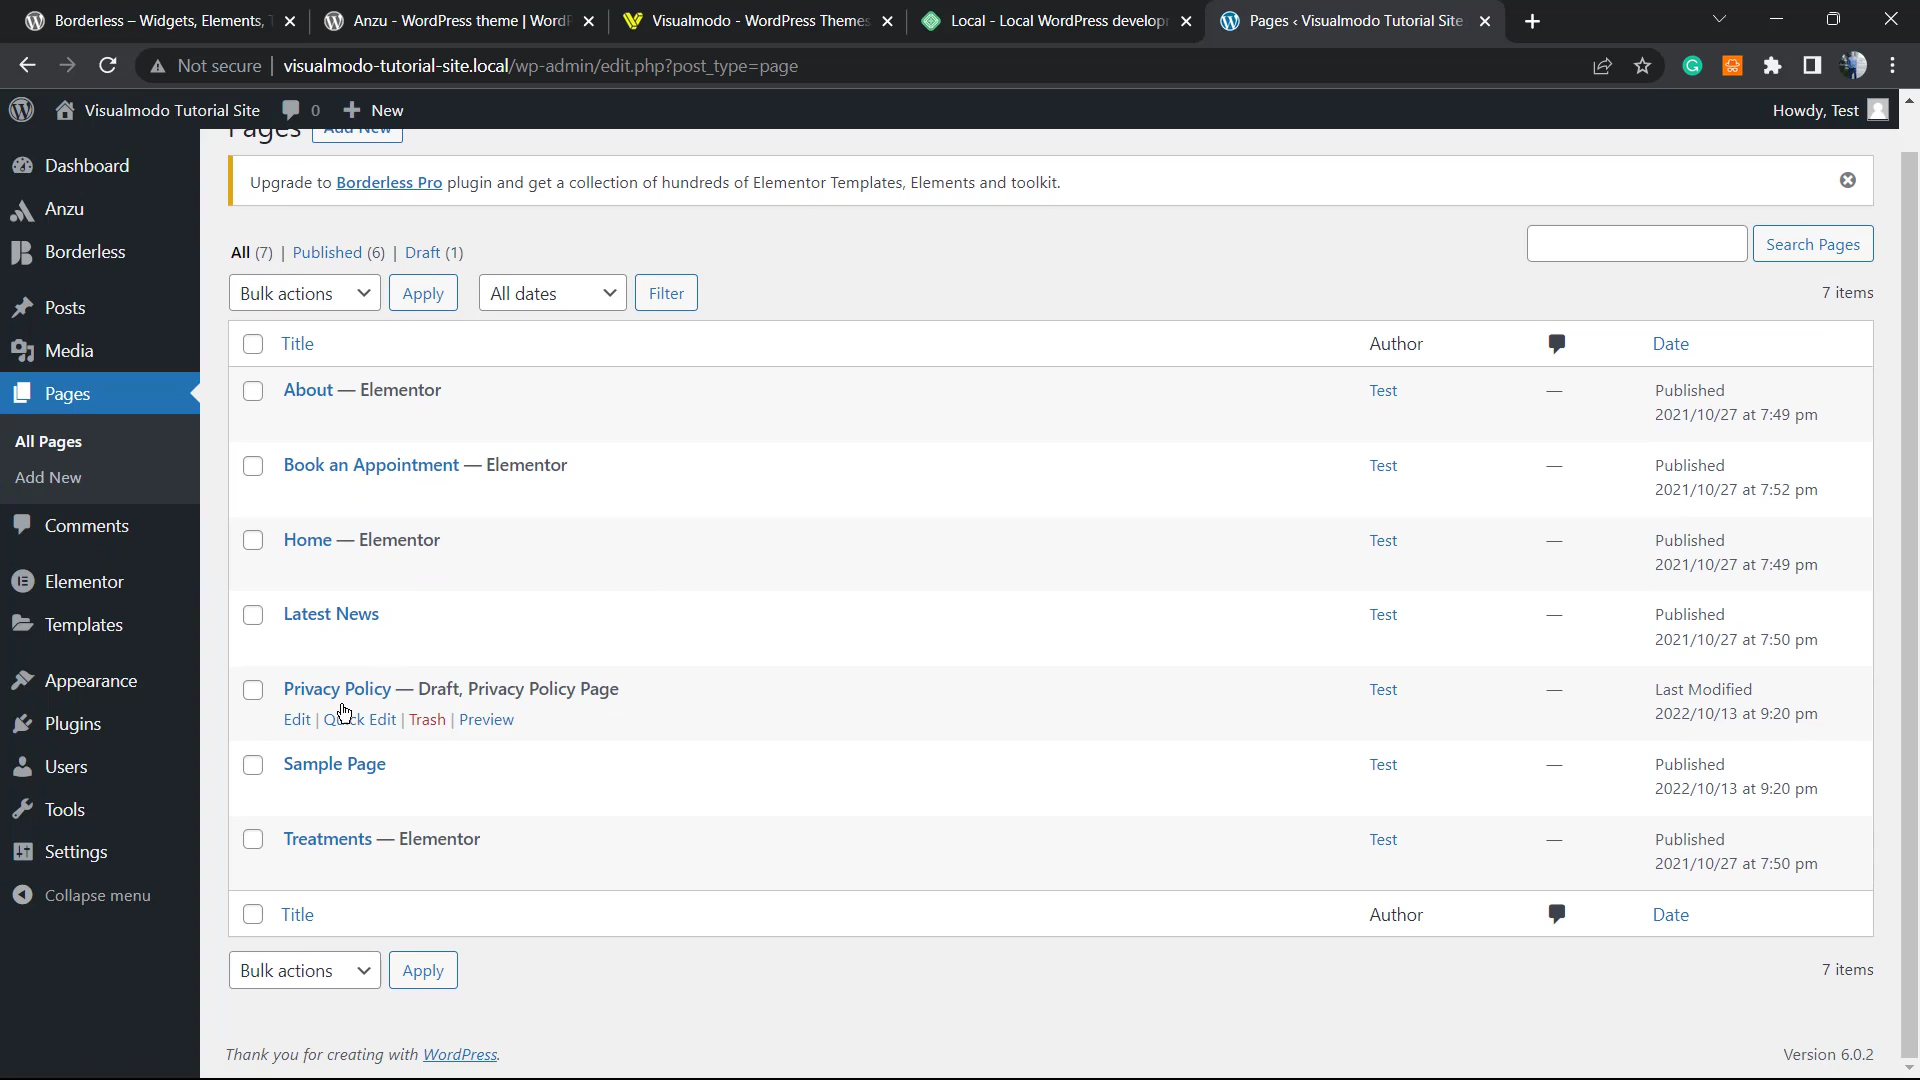 Borderless – Widgets, Elements,
Anzu - WordPress theme | Word
Visualmodo - WordPress Themes
Local - Local WordPress develop
Pages ‹ Visualmodo Tutorial Site
Not secure | visualmodo-tutorial-site.local/wp-admin/edit.php?post_type=page
Visualmodo Tutorial Site 0 New Howdy, Test
Pages Add New
Upgrade to Borderless Pro plugin and get a collection of hundreds of Elementor Templates, Elements and toolkit.
Dashboard
Anzu
Borderless
Posts
Media
Pages
All Pages
Add New
Comments
Elementor
Templates
Appearance
Plugins
Users
Tools
Settings
Collapse menu
All (7) | Published (6) | Draft (1)
Search Pages
Bulk actions Apply All dates Filter 7 items
Title Author Date
About — Elementor Test — Published
2021/10/27 at 7:49 pm
Book an Appointment — Elementor Test — Published
2021/10/27 at 7:52 pm
Home — Elementor Test — Published
2021/10/27 at 7:49 pm
Latest News Test — Published
2021/10/27 at 7:50 pm
Privacy Policy — Draft, Privacy Policy Page Test — Last Modified
Edit | Quick Edit | Trash | Preview 2022/10/13 at 9:20 pm
Sample Page Test — Published
2022/10/13 at 9:20 pm
Treatments — Elementor Test — Published
2021/10/27 at 7:50 pm
Title Author Date
Bulk actions Apply 7 items
Thank you for creating with WordPress. Version 6.0.2